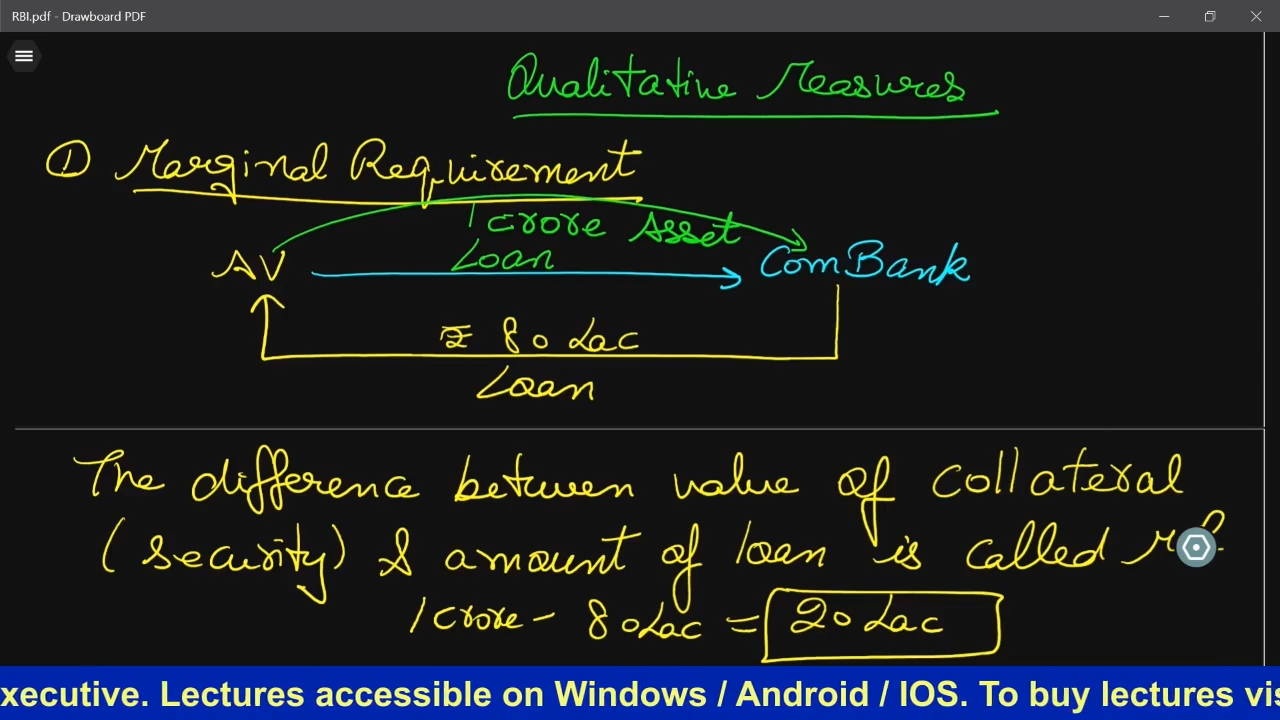 RBI.pdf - Drawboard PDF
Qualitative Measures
① Marginal Requirement
1 crore Asset
AV Loan Com Bank
₹ 80 Lac
Loan
The difference between value of collateral
(security) & amount of loan is called
1 crore - 80 Lac = 20 Lac
xecutive. Lectures accessible on Windows / Android / IOS. To buy lectures vis